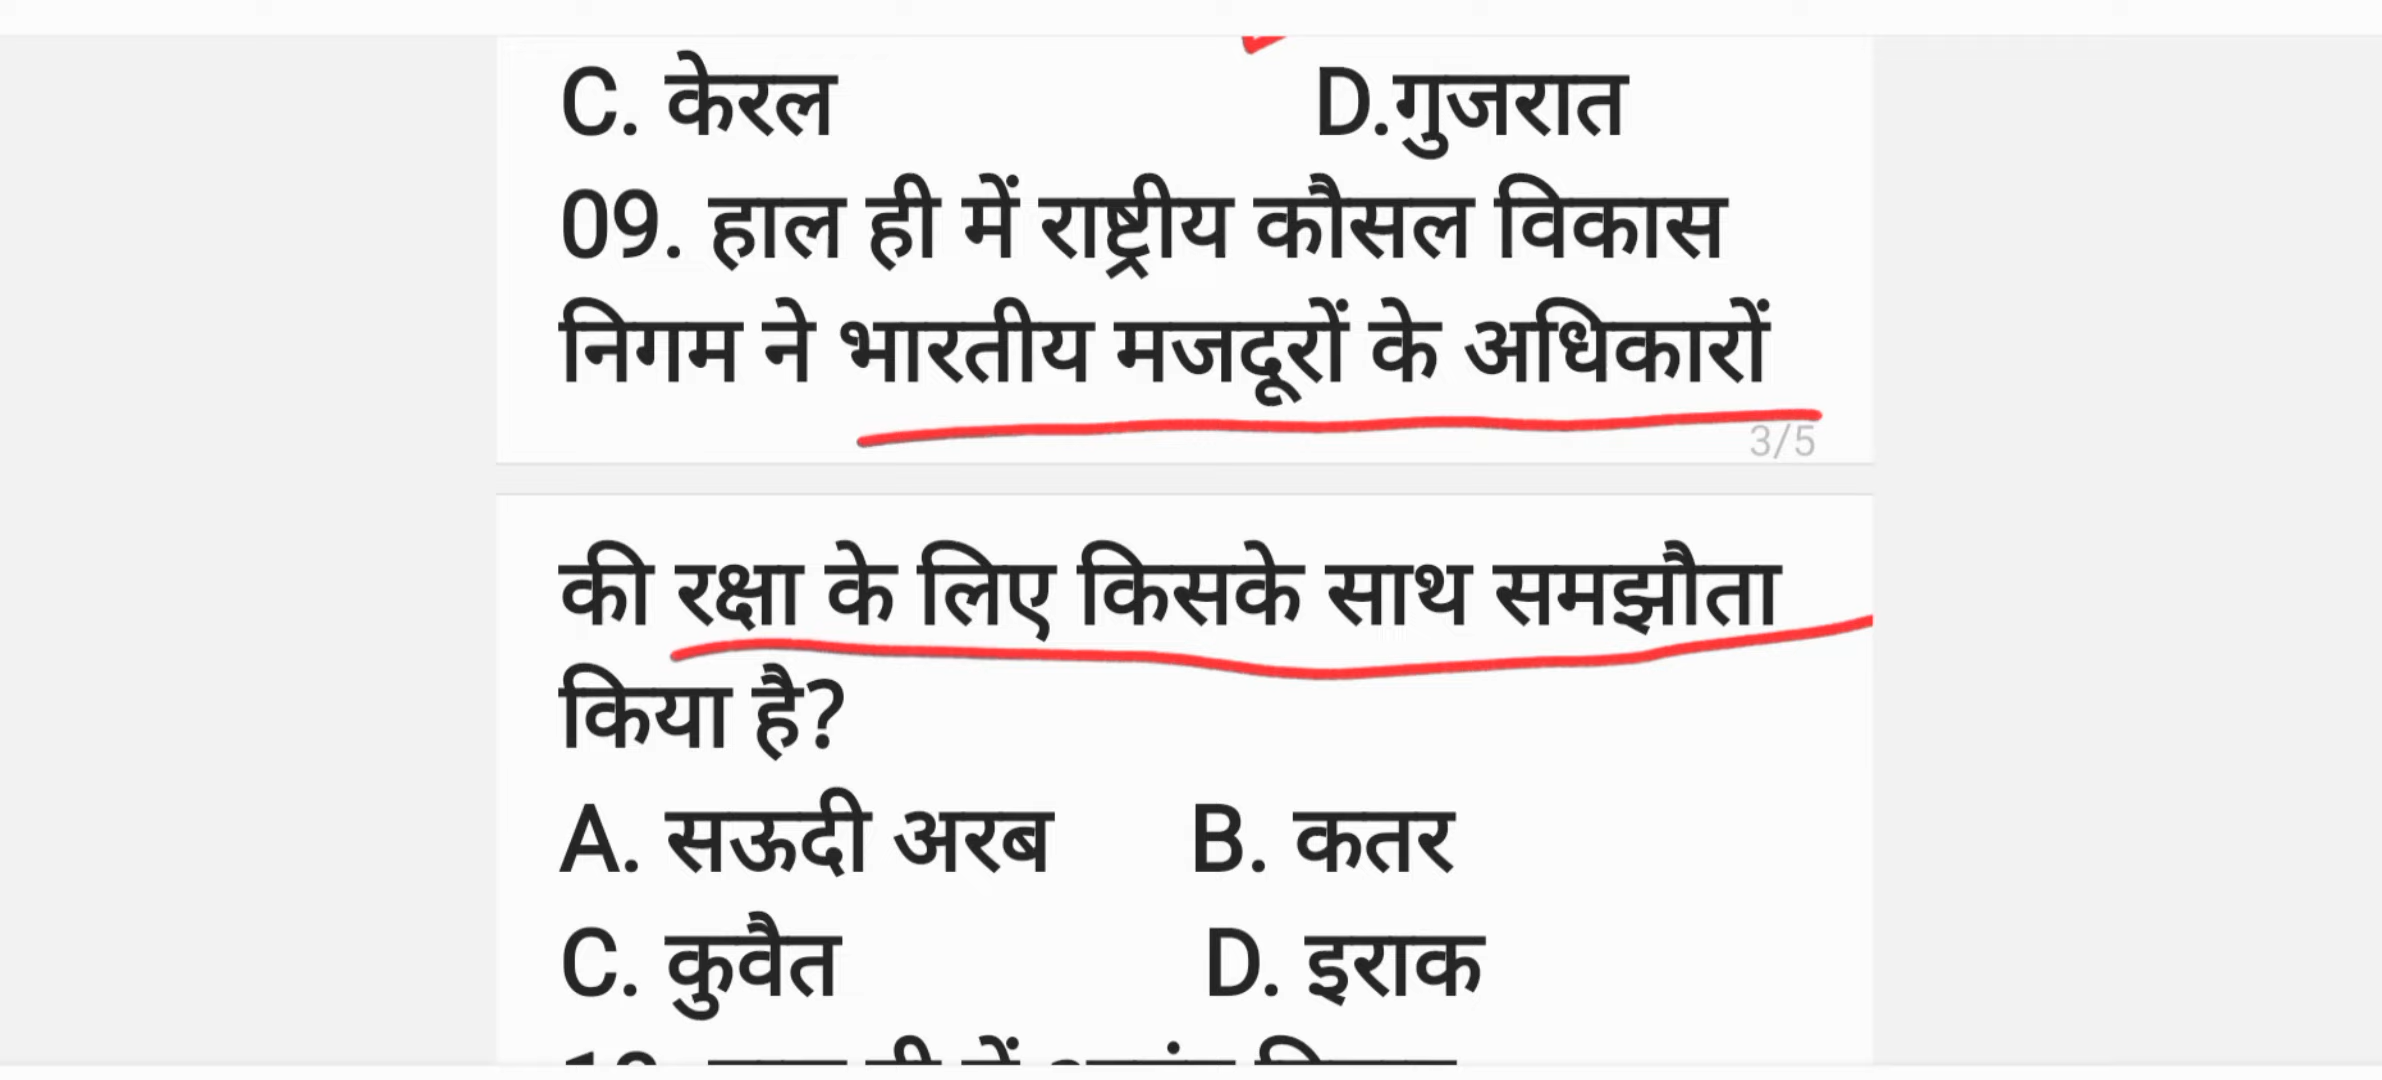 C. केरल D.गुजरात
09. हाल ही में राष्ट्रीय कौसल विकास
निगम ने भारतीय मजदूरों के अधिकारों
3/5
की रक्षा के लिए किसके साथ समझौता
किया है?
A. सऊदी अरब B. कतर
C. कुवैत D. इराक